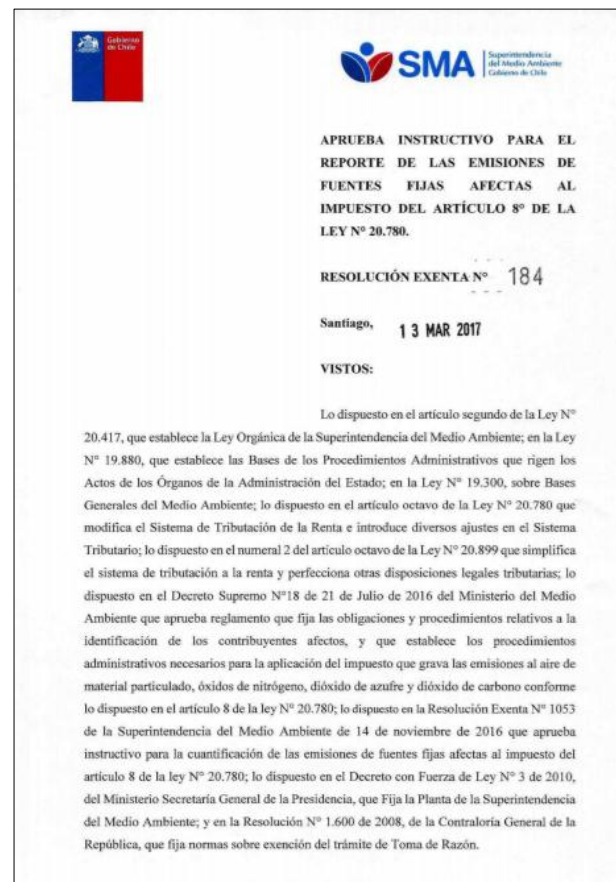 Gobierno
de Chile
SMA
Superintendencia
del Medio Ambiente
Gobierno de Chile
APRUEBA INSTRUCTIVO PARA EL
REPORTE DE LAS EMISIONES DE
FUENTES FIJAS AFECTAS AL
IMPUESTO DEL ARTÍCULO 8° DE LA
LEY N° 20.780.
RESOLUCIÓN EXENTA N° 184
Santiago, 13 MAR 2017
VISTOS:
Lo dispuesto en el artículo segundo de la Ley N°
20.417, que establece la Ley Orgánica de la Superintendencia del Medio Ambiente; en la Ley
N° 19.880, que establece las Bases de los Procedimientos Administrativos que rigen los
Actos de los Órganos de la Administración del Estado; en la Ley N° 19.300, sobre Bases
Generales del Medio Ambiente; lo dispuesto en el artículo octavo de la Ley N° 20.780 que
modifica el Sistema de Tributación de la Renta e introduce diversos ajustes en el Sistema
Tributario; lo dispuesto en el numeral 2 del artículo octavo de la Ley N° 20.899 que simplifica
el sistema de tributación a la renta y perfecciona otras disposiciones legales tributarias; lo
dispuesto en el Decreto Supremo N°18 de 21 de Julio de 2016 del Ministerio del Medio
Ambiente que aprueba reglamento que fija las obligaciones y procedimientos relativos a la
identificación de los contribuyentes afectos, y que establece los procedimientos
administrativos necesarios para la aplicación del impuesto que grava las emisiones al aire de
material particulado, óxidos de nitrógeno, dióxido de azufre y dióxido de carbono conforme
lo dispuesto en el artículo 8 de la ley N° 20.780; lo dispuesto en la Resolución Exenta N° 1053
de la Superintendencia del Medio Ambiente de 14 de noviembre de 2016 que aprueba
instructivo para la cuantificación de las emisiones de fuentes fijas afectas al impuesto del
artículo 8 de la ley N° 20.780; lo dispuesto en el Decreto con Fuerza de Ley N° 3 de 2010,
del Ministerio Secretaría General de la Presidencia, que Fija la Planta de la Superintendencia
del Medio Ambiente; y en la Resolución N° 1.600 de 2008, de la Contraloría General de la
República, que fija normas sobre exención del trámite de Toma de Razón.